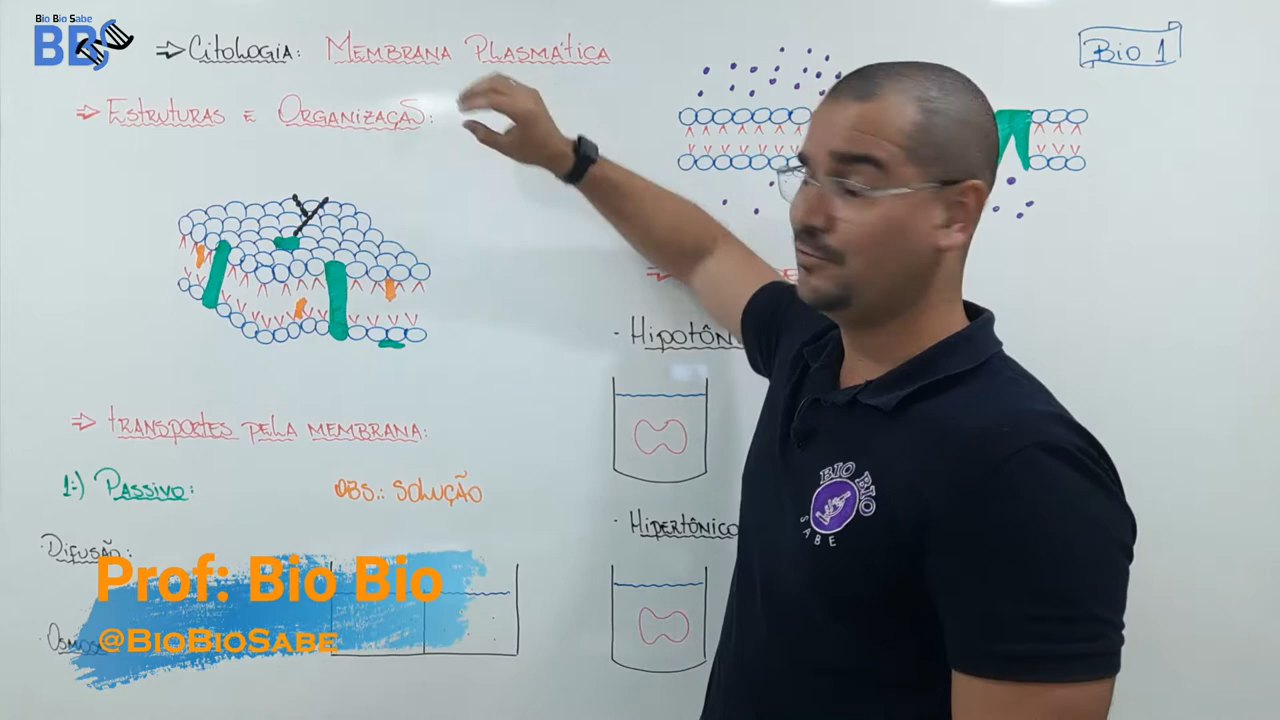 Bio Bio Sabe
BBS
⇒ Citologia: Membrana Plasmática
Bio 1
⇒ Estruturas e Organização:
· Hipotôn
⇒ transportes pela membrana:
1:) Passivo:
OBS.: Solução
· Hipertônico
· Difusão:
Prof: Bio Bio
@BioBioSabe
BIO BIO
SABE